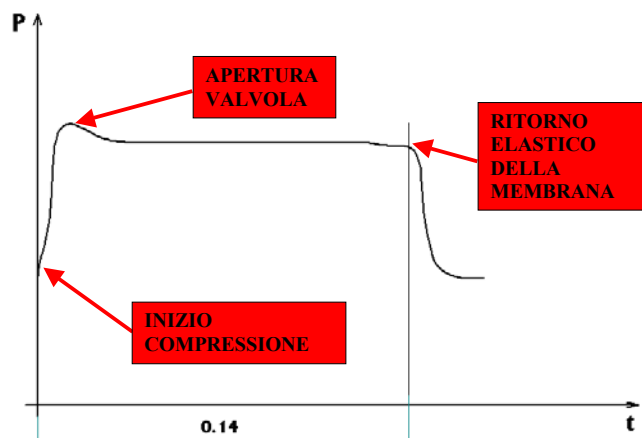 P
APERTURA
VALVOLA
RITORNO
ELASTICO
DELLA
MEMBRANA
INIZIO
COMPRESSIONE
0.14
t